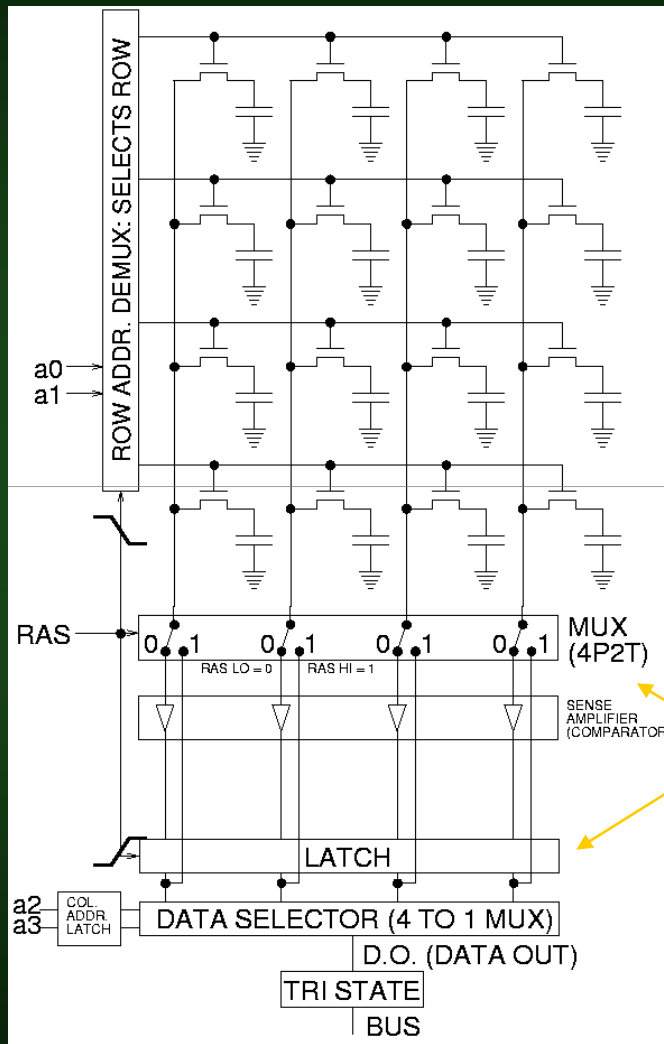 ROW ADDR. DEMUX: SELECTS ROW
a0
a1
RAS
0 1 0 1 0 1 0 1
MUX
(4P2T)
RAS LO = 0 RAS HI = 1
SENSE
AMPLIFIER
(COMPARATOR
LATCH
a2
a3
COL.
ADDR.
LATCH
DATA SELECTOR (4 TO 1 MUX)
D.O. (DATA OUT)
TRI STATE
BUS